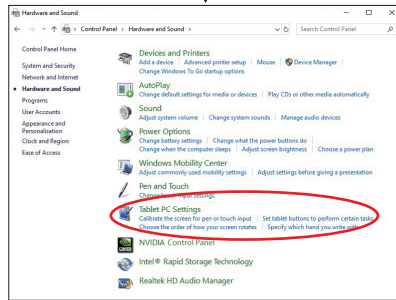 Hardware and Sound
Control Panel › Hardware and Sound ›
Search Control Panel
Control Panel Home
System and Security
Network and Internet
Hardware and Sound
Programs
User Accounts
Appearance and
Personalization
Clock and Region
Ease of Access
Devices and Printers
Add a device | Advanced printer setup | Mouse | Device Manager |
Change Windows To Go startup options
AutoPlay
Change default settings for media or devices | Play CDs or other media automatically
Sound
Adjust system volume | Change system sounds | Manage audio devices
Power Options
Change battery settings | Change what the power buttons do |
Change when the computer sleeps | Adjust screen brightness | Choose a power plan
Windows Mobility Center
Adjust commonly used mobility settings | Adjust settings before giving a presentation
Pen and Touch
Change touch input settings
Tablet PC Settings
Calibrate the screen for pen or touch input | Set tablet buttons to perform certain tasks
Choose the order of how your screen rotates | Specify which hand you write with
NVIDIA Control Panel
Intel® Rapid Storage Technology
Realtek HD Audio Manager